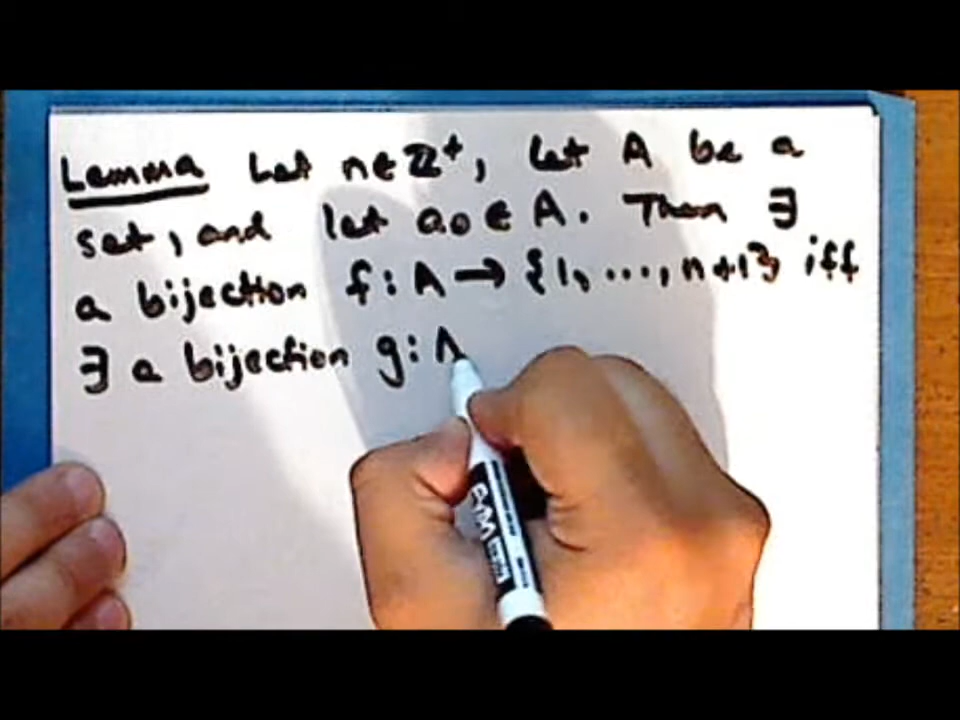 Lemma Let n∈ℤ⁺, let A be a
set, and let a₀ ∈ A. Then ∃
a bijection f: A → {1, ..., n+1} iff
∃ a bijection g: A